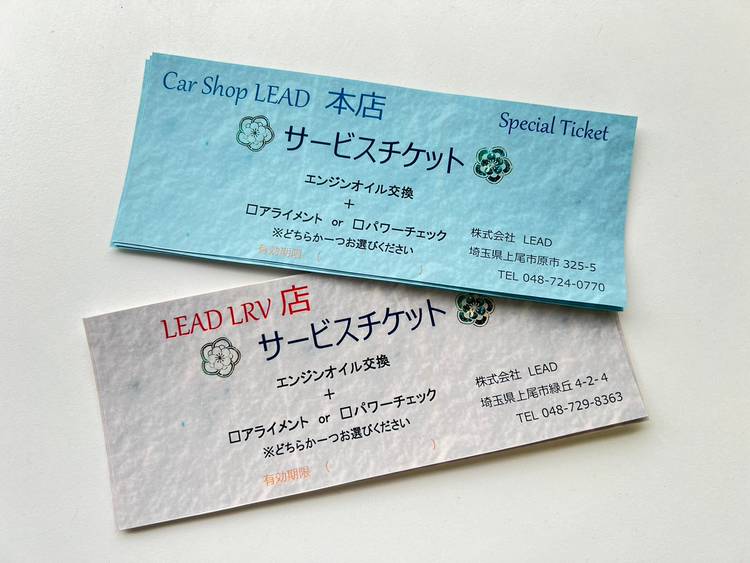 Car Shop LEAD 本店
Special Ticket
サービスチケット
エンジンオイル交換
＋
□アライメント or □パワーチェック
※どちらか一つお選びください
有効期限 （ ）
株式会社 LEAD
埼玉県上尾市原市 325-5
TEL 048-724-0770
LEAD LRV 店
サービスチケット
エンジンオイル交換
＋
□アライメント or □パワーチェック
※どちらか一つお選びください
有効期限 （ ）
株式会社 LEAD
埼玉県上尾市緑丘 4-2-4
TEL 048-729-8363